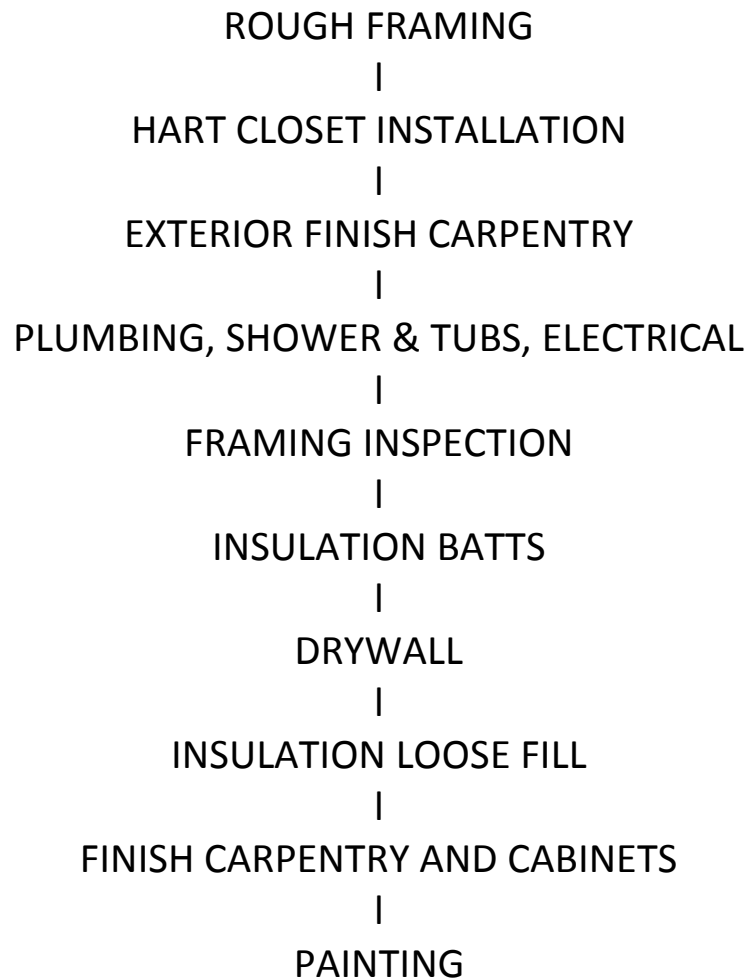 ROUGH FRAMING
|
HART CLOSET INSTALLATION
|
EXTERIOR FINISH CARPENTRY
|
PLUMBING, SHOWER & TUBS, ELECTRICAL
|
FRAMING INSPECTION
|
INSULATION BATTS
|
DRYWALL
|
INSULATION LOOSE FILL
|
FINISH CARPENTRY AND CABINETS
|
PAINTING